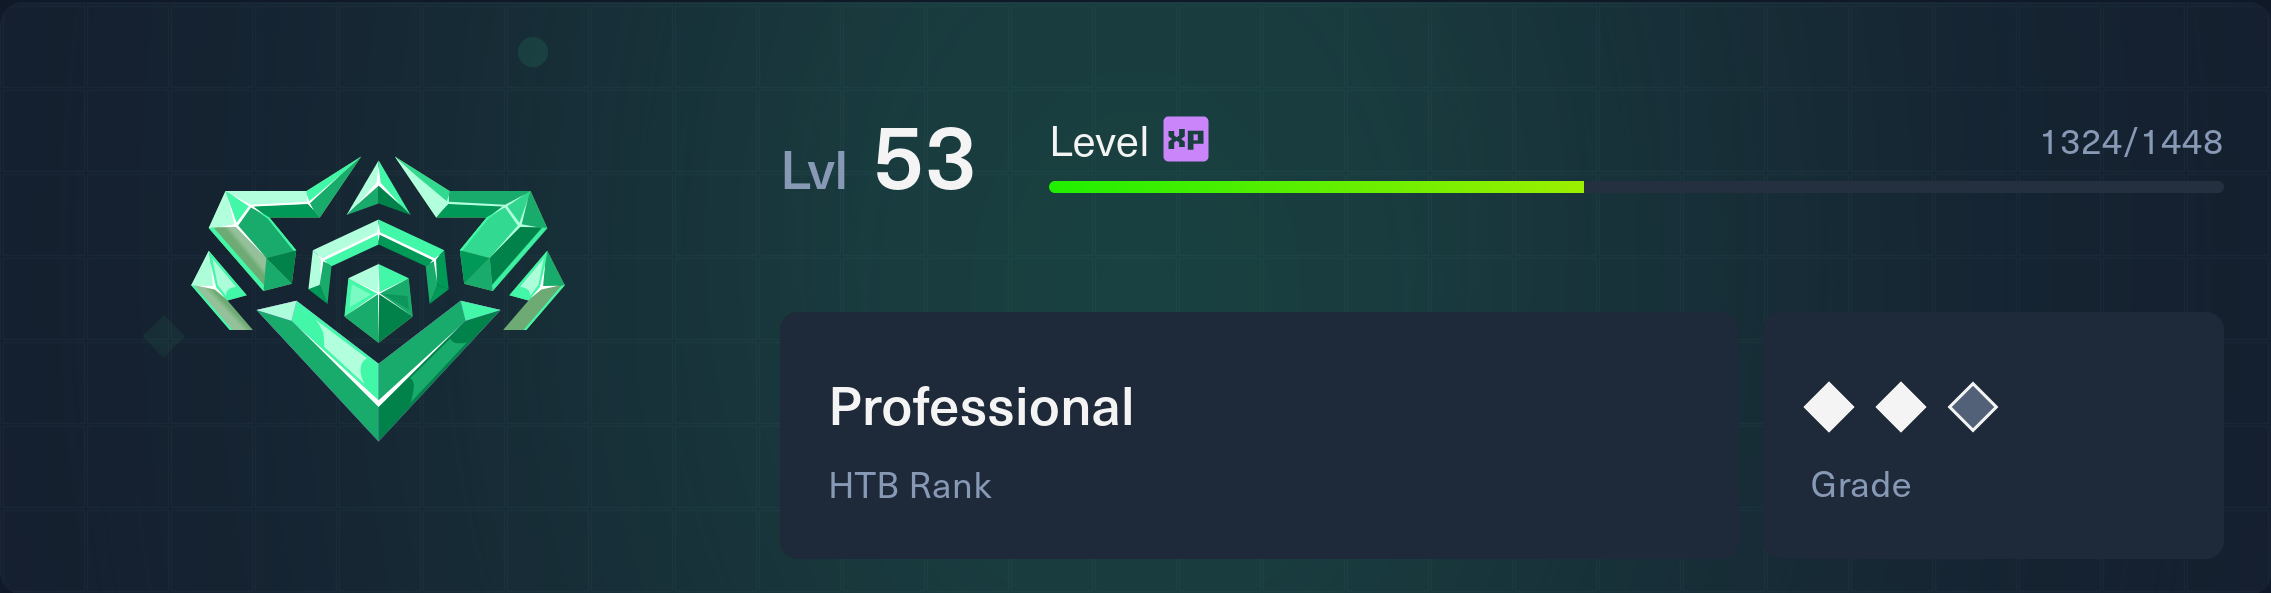 Lvl 53
Level XP
1324/1448
Professional
HTB Rank
Grade